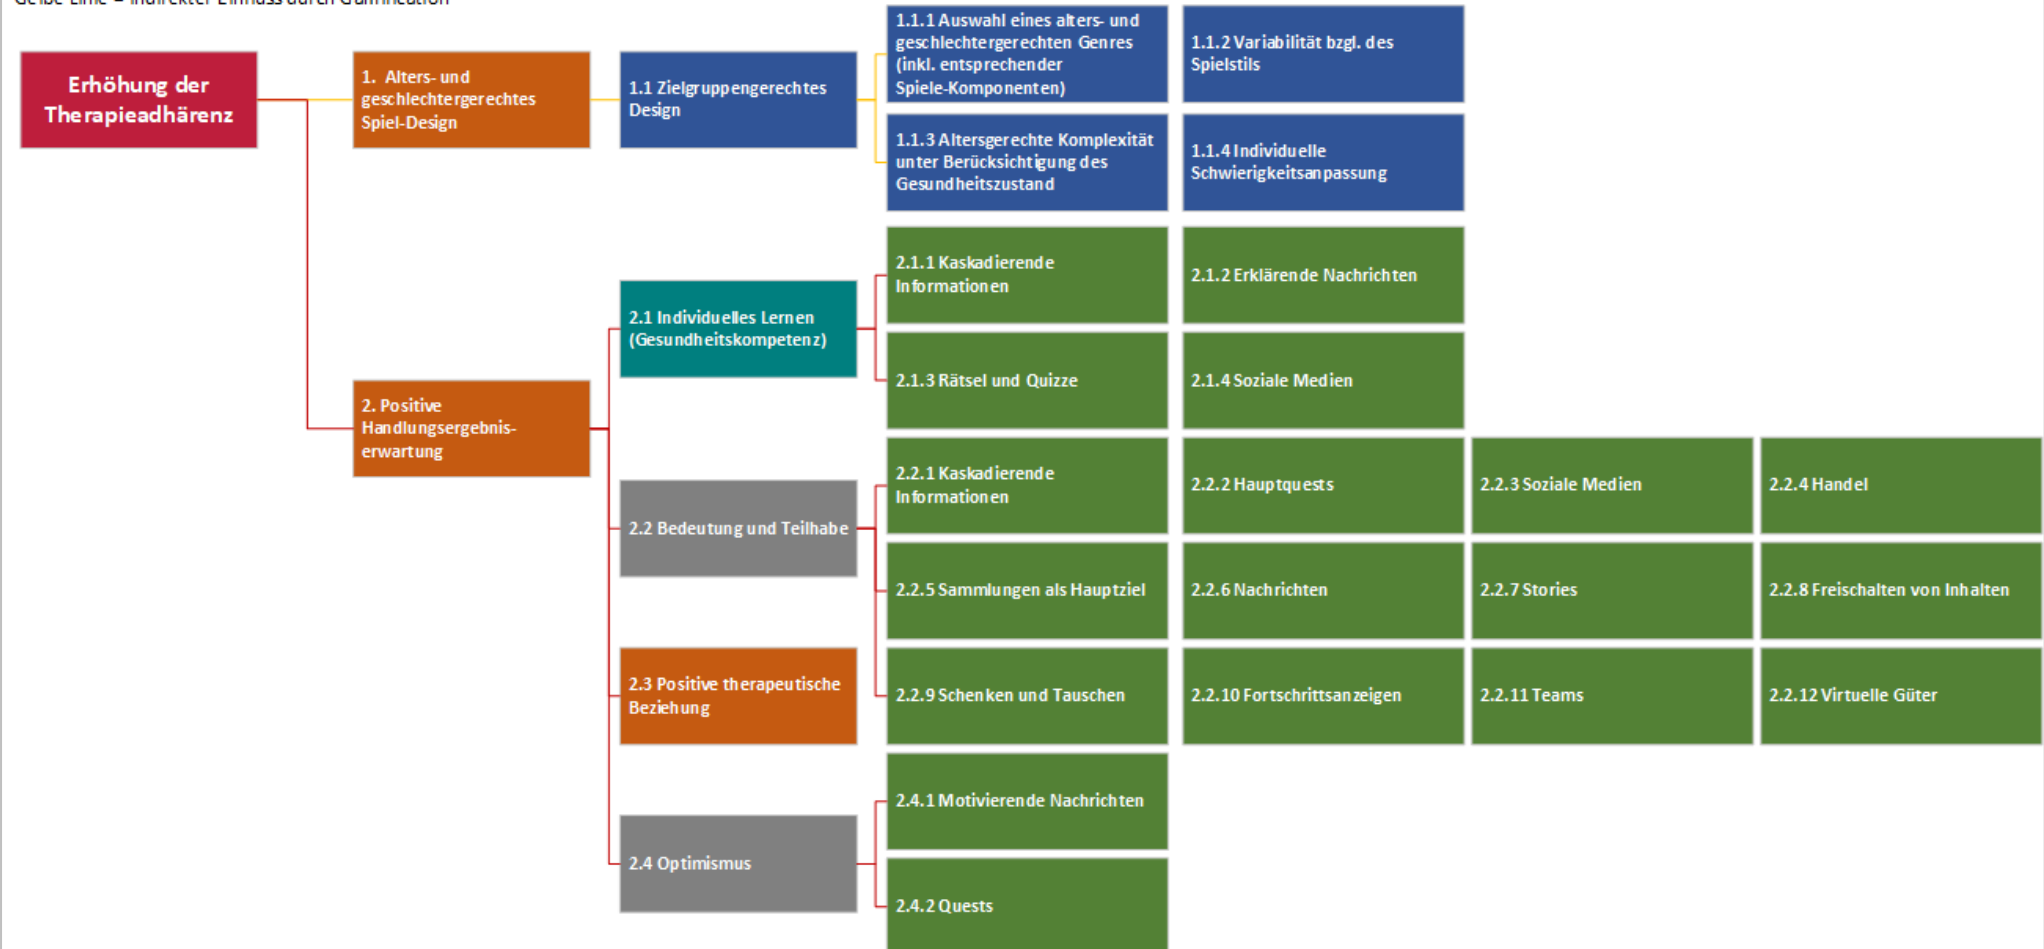 Gelbe Linie = Indirekter Einfluss durch Gamification
Erhöhung der
Therapieadhärenz
1. Alters- und
geschlechtergerechtes
Spiel-Design
1.1 Zielgruppengerechtes
Design
1.1.1 Auswahl eines alters- und
geschlechtergerechten Genres
(inkl. entsprechender
Spiele-Komponenten)
1.1.2 Variabilität bzgl. des
Spielstils
1.1.3 Altersgerechte Komplexität
unter Berücksichtigung des
Gesundheitszustand
1.1.4 Individuelle
Schwierigkeitsanpassung
2. Positive
Handlungsergebnis-
erwartung
2.1 Individuelles Lernen
(Gesundheitskompetenz)
2.1.1 Kaskadierende
Informationen
2.1.2 Erklärende Nachrichten
2.1.3 Rätsel und Quizze
2.1.4 Soziale Medien
2.2 Bedeutung und Teilhabe
2.2.1 Kaskadierende
Informationen
2.2.2 Hauptquests
2.2.3 Soziale Medien
2.2.4 Handel
2.2.5 Sammlungen als Hauptziel
2.2.6 Nachrichten
2.2.7 Stories
2.2.8 Freischalten von Inhalten
2.2.9 Schenken und Tauschen
2.2.10 Fortschrittsanzeigen
2.2.11 Teams
2.2.12 Virtuelle Güter
2.3 Positive therapeutische
Beziehung
2.4 Optimismus
2.4.1 Motivierende Nachrichten
2.4.2 Quests